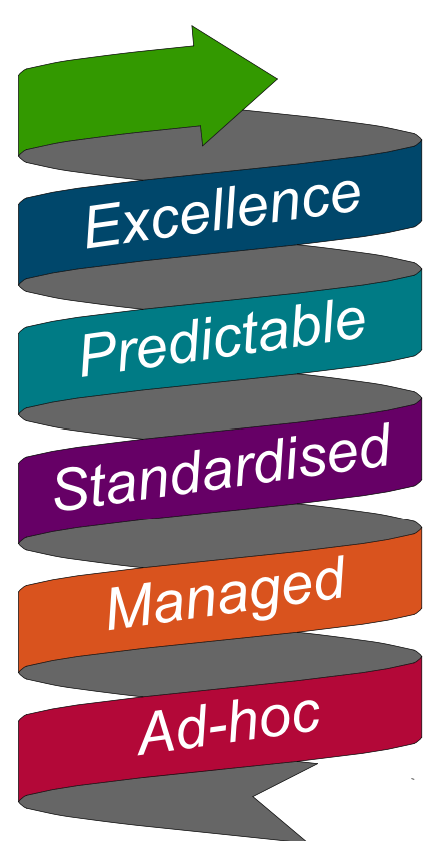 Excellence
Predictable
Standardised
Managed
Ad-hoc